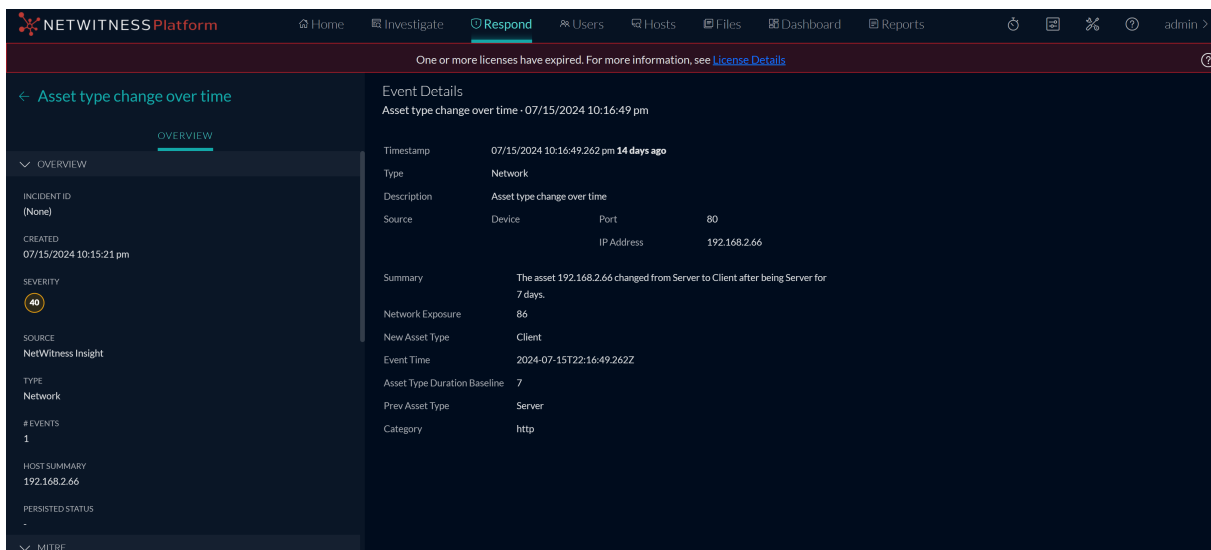 NETWITNESS Platform
Home Investigate Respond Users Hosts Files Dashboard Reports admin >
One or more licenses have expired. For more information, see License Details
← Asset type change over time
OVERVIEW
OVERVIEW
INCIDENT ID
(None)
CREATED
07/15/2024 10:15:21 pm
SEVERITY
40
SOURCE
NetWitness Insight
TYPE
Network
# EVENTS
1
HOST SUMMARY
192.168.2.66
PERSISTED STATUS
-
MITRE
Event Details
Asset type change over time · 07/15/2024 10:16:49 pm
Timestamp 07/15/2024 10:16:49.262 pm 14 days ago
Type Network
Description Asset type change over time
Source Device Port 80
IP Address 192.168.2.66
Summary The asset 192.168.2.66 changed from Server to Client after being Server for
7 days.
Network Exposure 86
New Asset Type Client
Event Time 2024-07-15T22:16:49.262Z
Asset Type Duration Baseline 7
Prev Asset Type Server
Category http